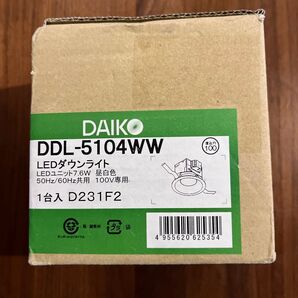 DAIKO
DDL-5104WW
LEDダウンライト
LEDユニット7.6W 昼白色
50Hz/60Hz共用 100V専用
100
1台入 D231F2
4 955620 625354